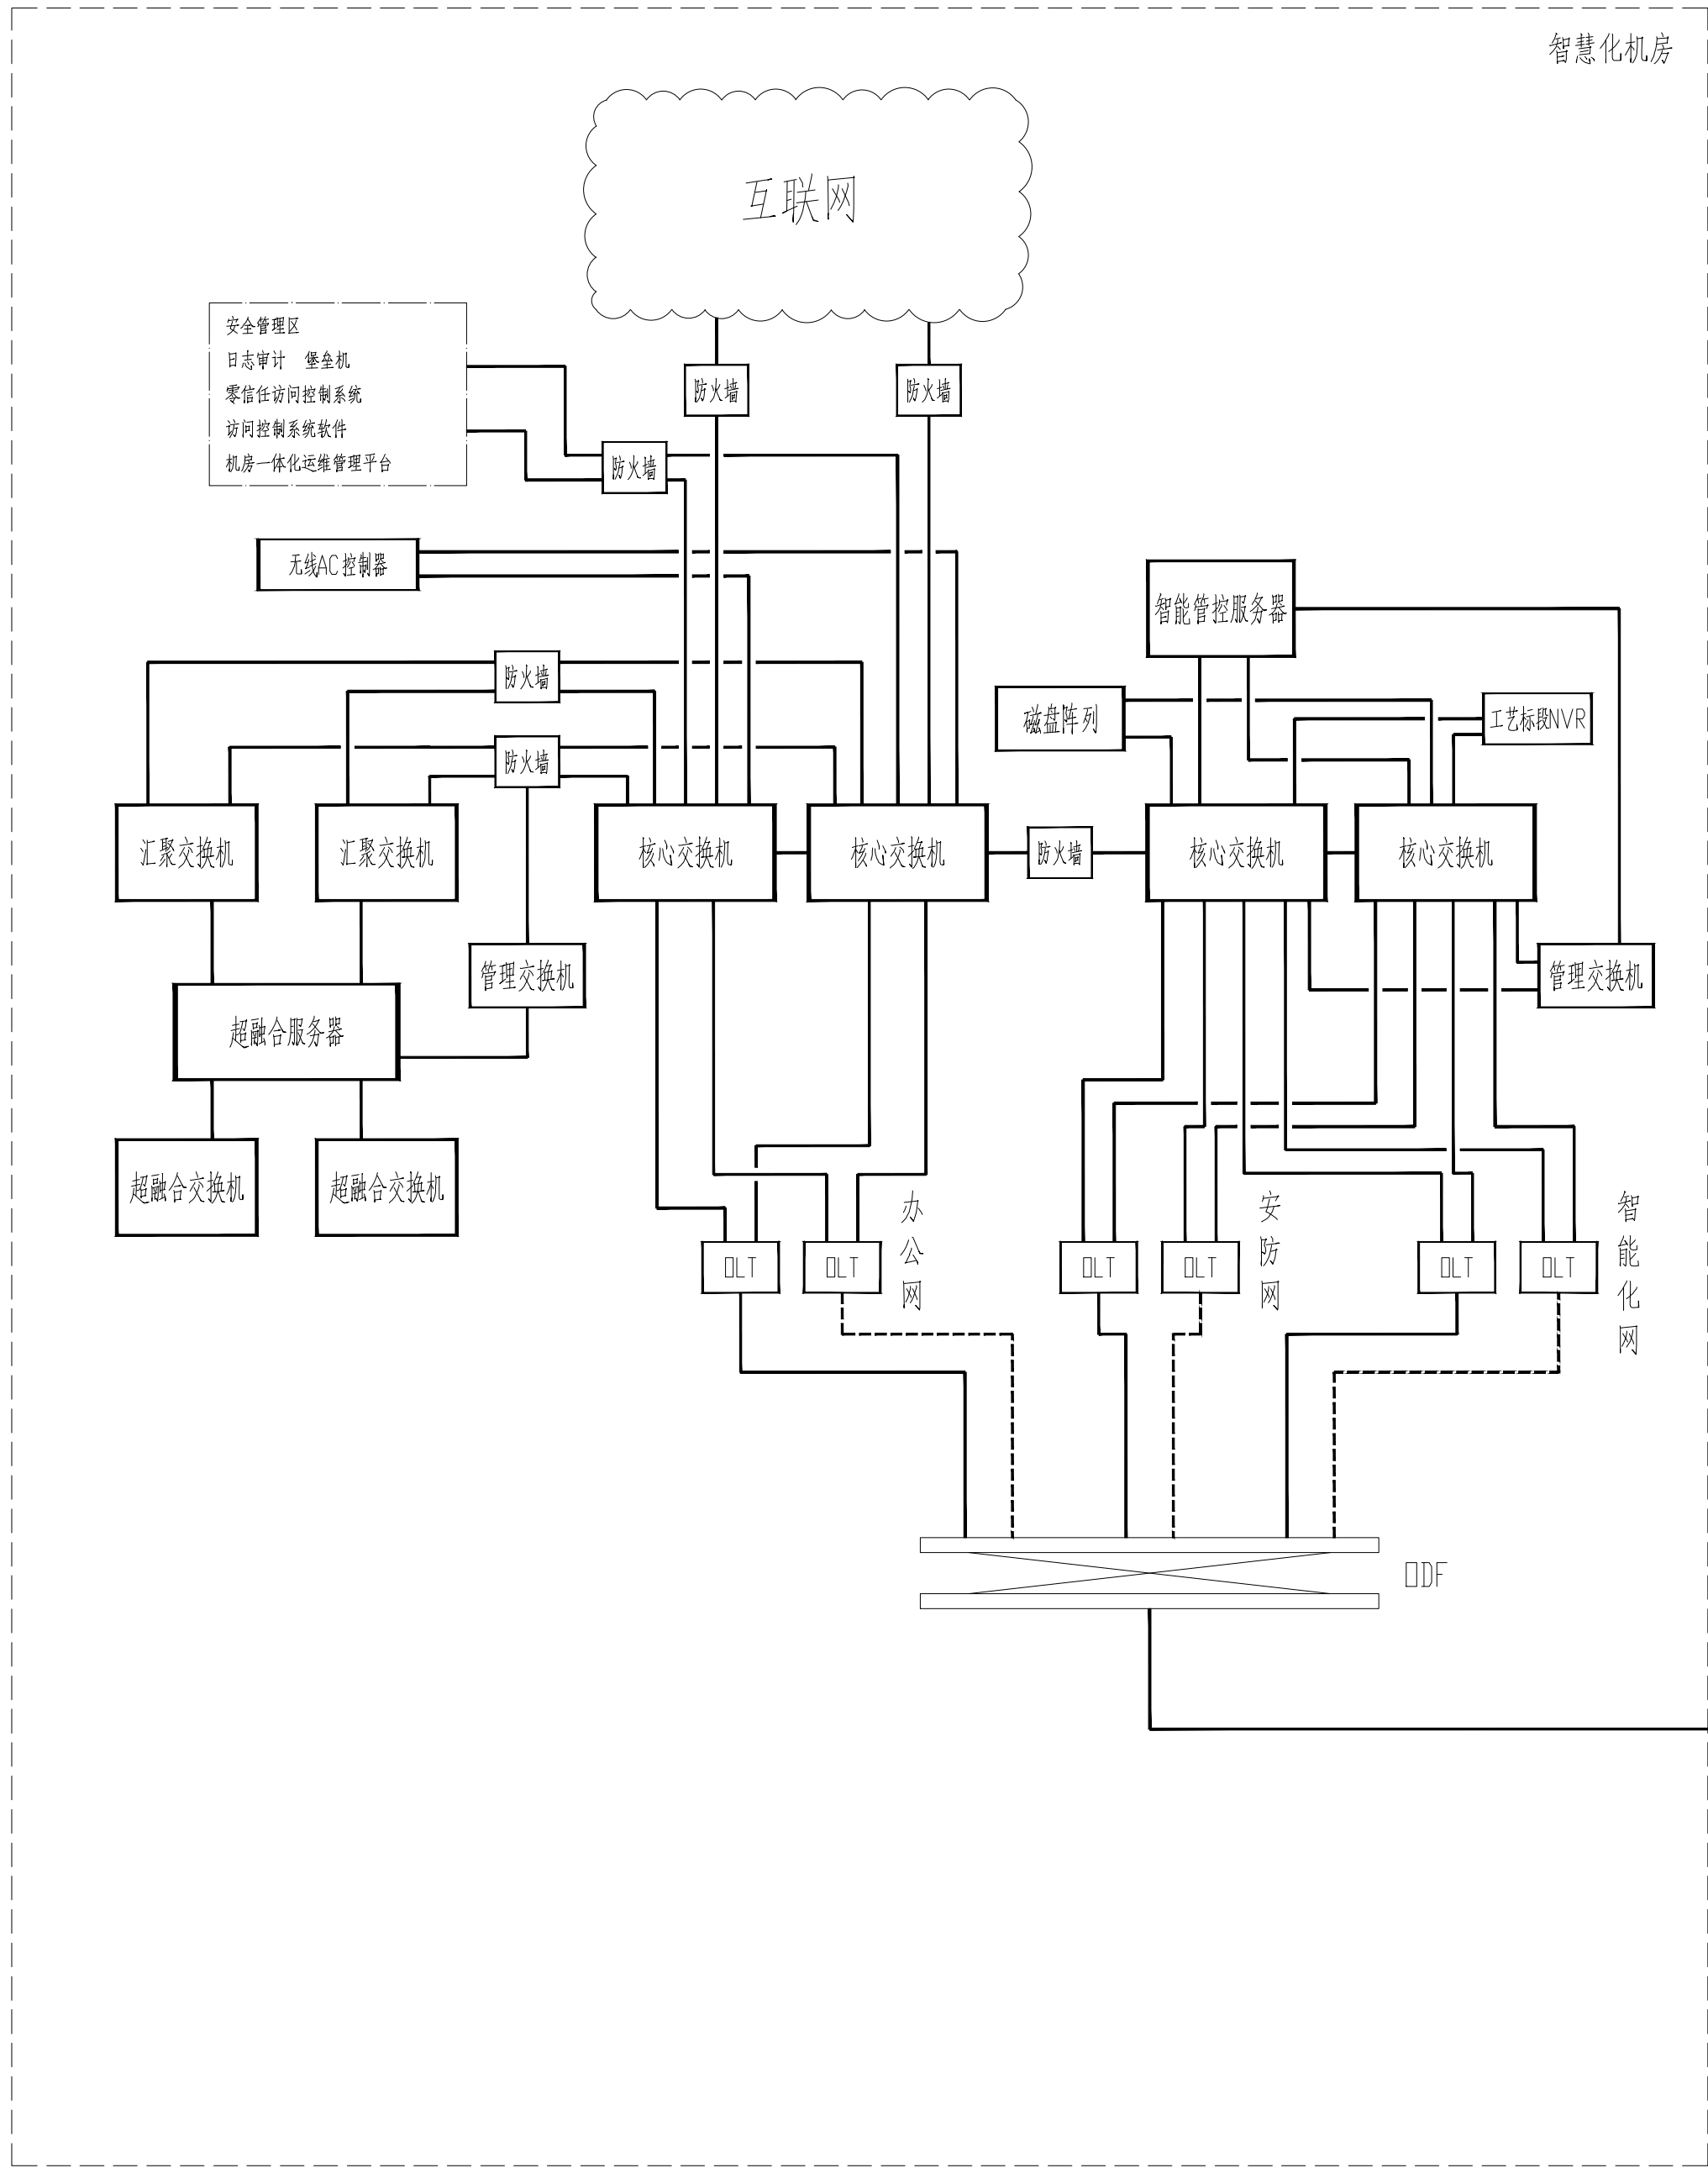 智慧化机房
互联网
安全管理区
日志审计 堡垒机
零信任访问控制系统
访问控制系统软件
机房一体化运维管理平台
防火墙
防火墙
防火墙
无线AC控制器
智能管控服务器
防火墙
磁盘阵列
工艺标段NVR
防火墙
汇聚交换机
汇聚交换机
核心交换机
核心交换机
防火墙
核心交换机
核心交换机
管理交换机
管理交换机
超融合服务器
超融合交换机
超融合交换机
办公网
安防网
智能化网
OLT
OLT
OLT
OLT
OLT
OLT
ODF